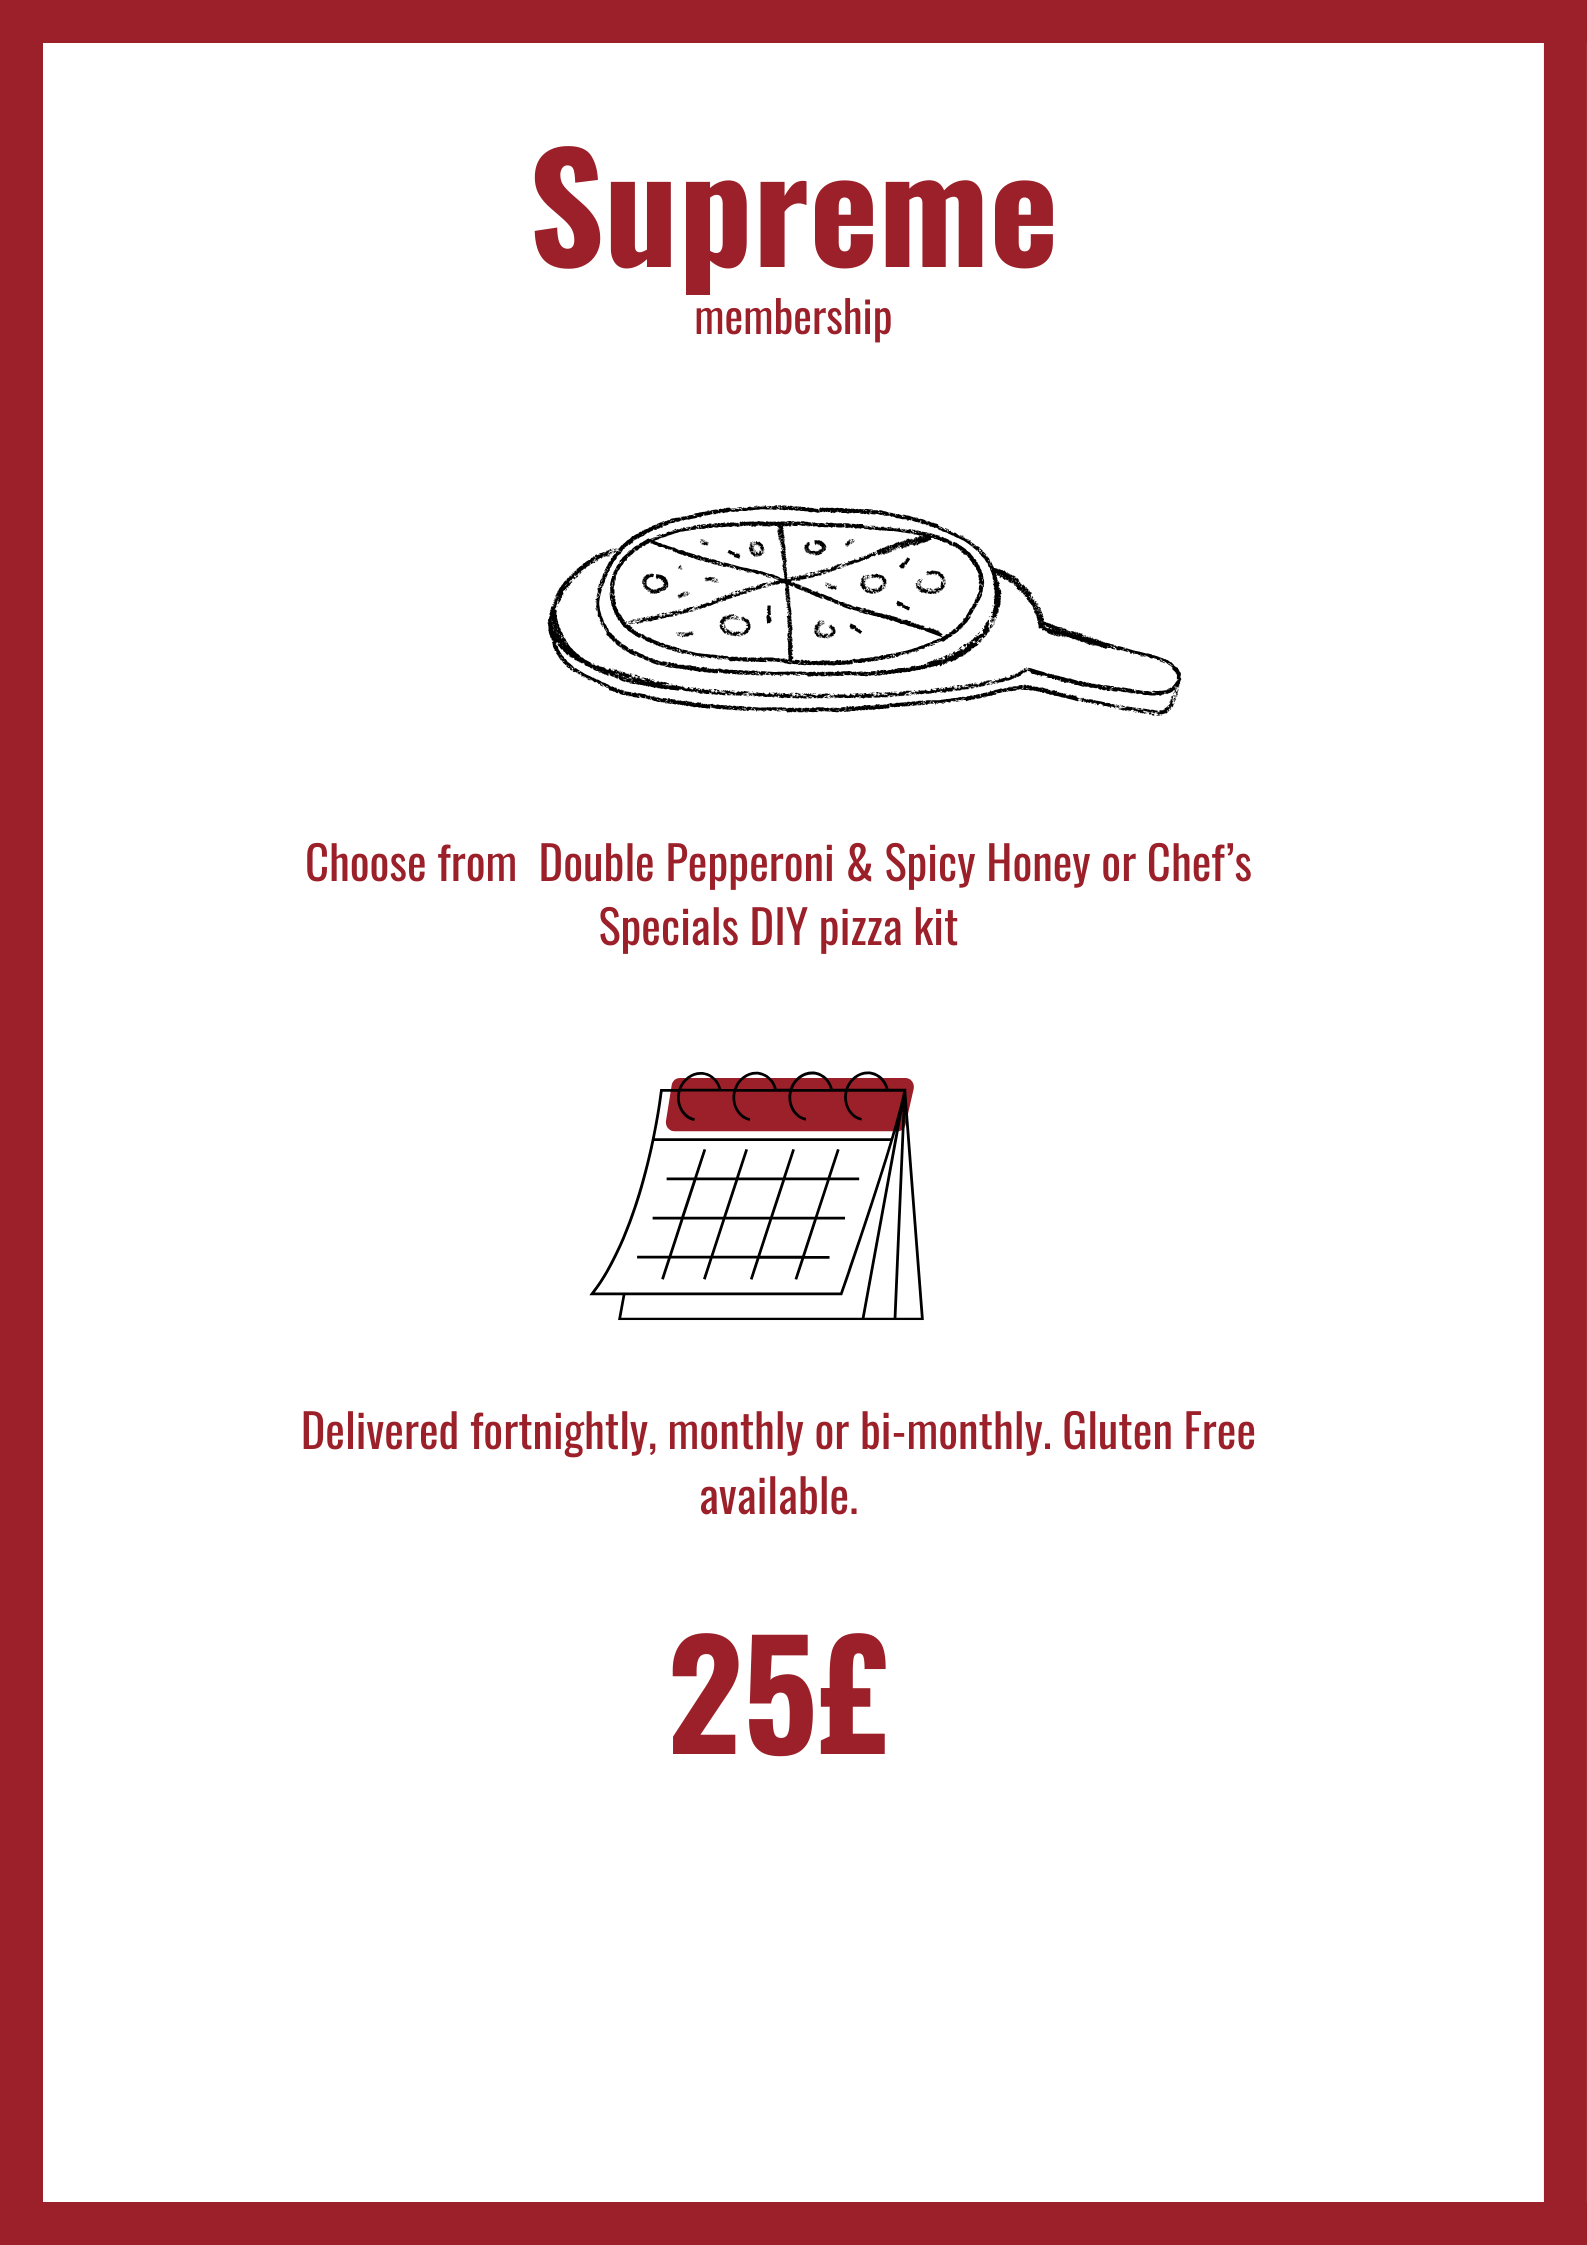 Supreme
membership
Choose from  Double Pepperoni & Spicy Honey or Chef’s
Specials DIY pizza kit
Delivered fortnightly, monthly or bi-monthly. Gluten Free
available.
25£